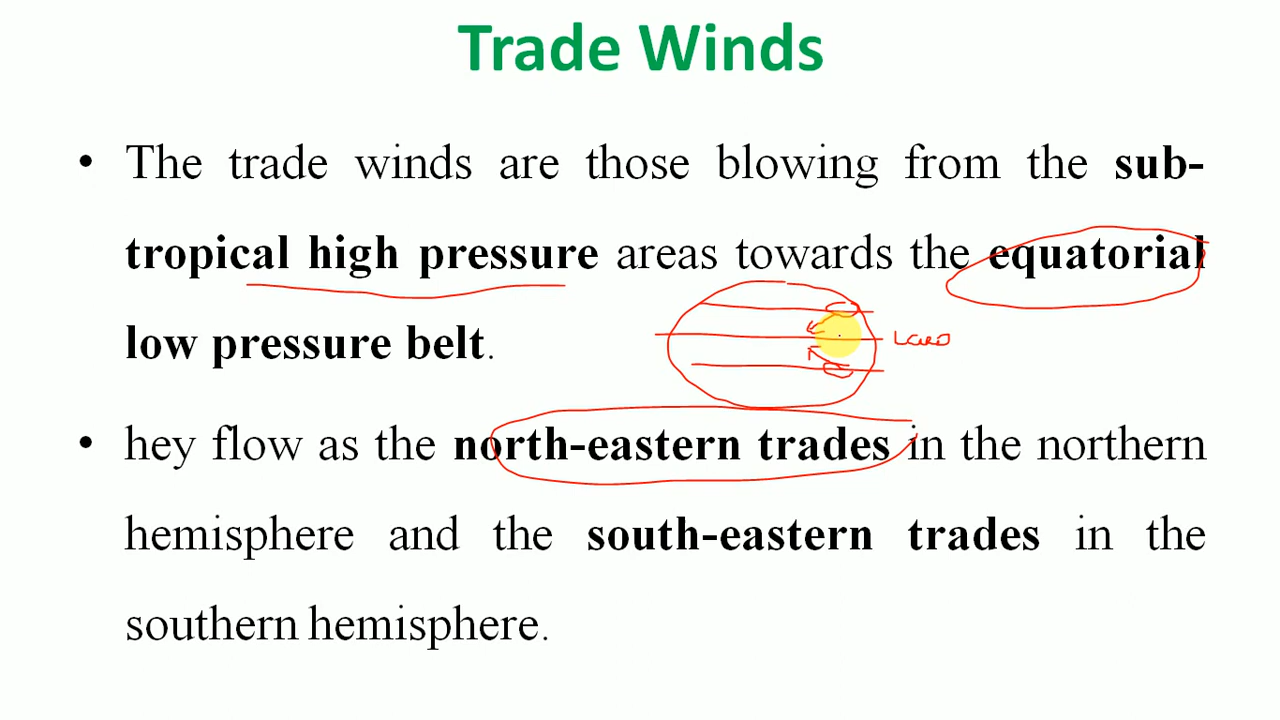 Trade Winds
• The trade winds are those blowing from the sub-
tropical high pressure areas towards the equatorial
low pressure belt.
• hey flow as the north-eastern trades in the northern
hemisphere and the south-eastern trades in the
southern hemisphere.